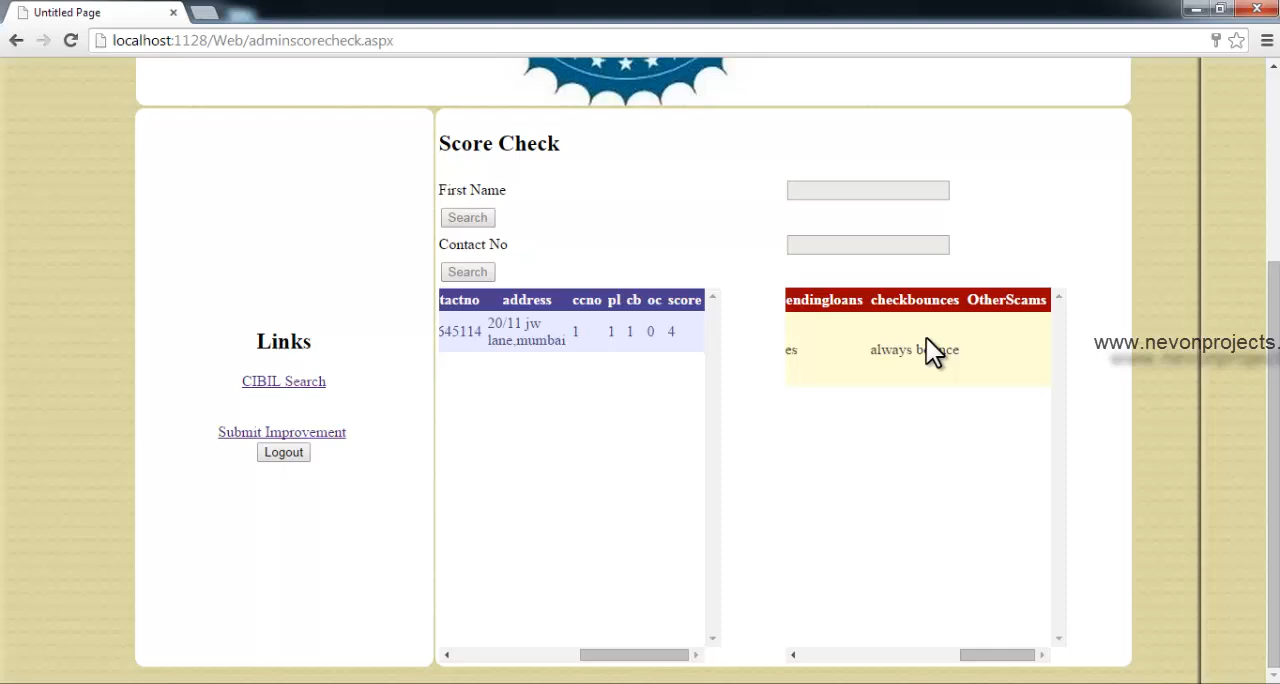 Untitled Page
localhost:1128/Web/adminscorecheck.aspx
Score Check
First Name
Search
Contact No
Search
tactno address ccno pl cb oc score
545114 20/11 jw lane,mumbai 1 1 1 0 4
endingloans checkbounces OtherScams
es always bounce
Links
CIBIL Search
Submit Improvement
Logout
www.nevonprojects.